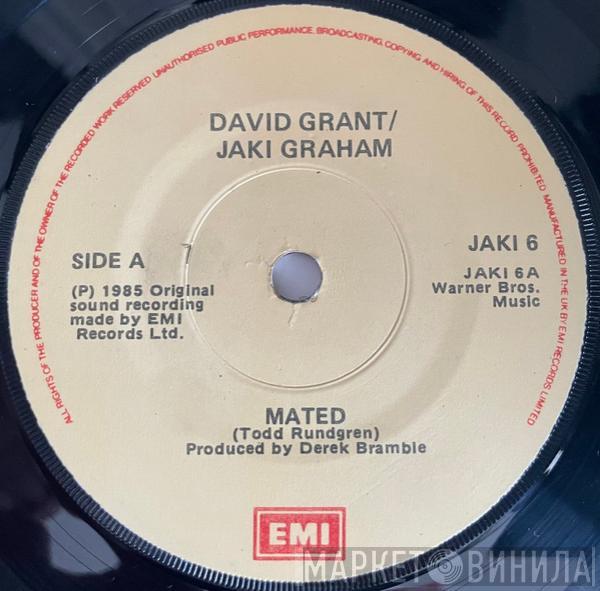 ALL RIGHTS OF THE PRODUCER AND OF THE OWNER OF THE RECORDED WORK RESERVED UNAUTHORISED PUBLIC PERFORMANCE, BROADCASTING, COPYING AND HIRING OF THIS RECORD PROHIBITED MANUFACTURED IN THE UK BY EMI RECORDS LIMITED
DAVID GRANT/
JAKI GRAHAM
SIDE A
(P) 1985 Original
sound recording
made by EMI
Records Ltd.
JAKI 6
JAKI 6A
Warner Bros.
Music
MATED
(Todd Rundgren)
Produced by Derek Bramble
EMI
МАРКЕТ ВИНИЛА